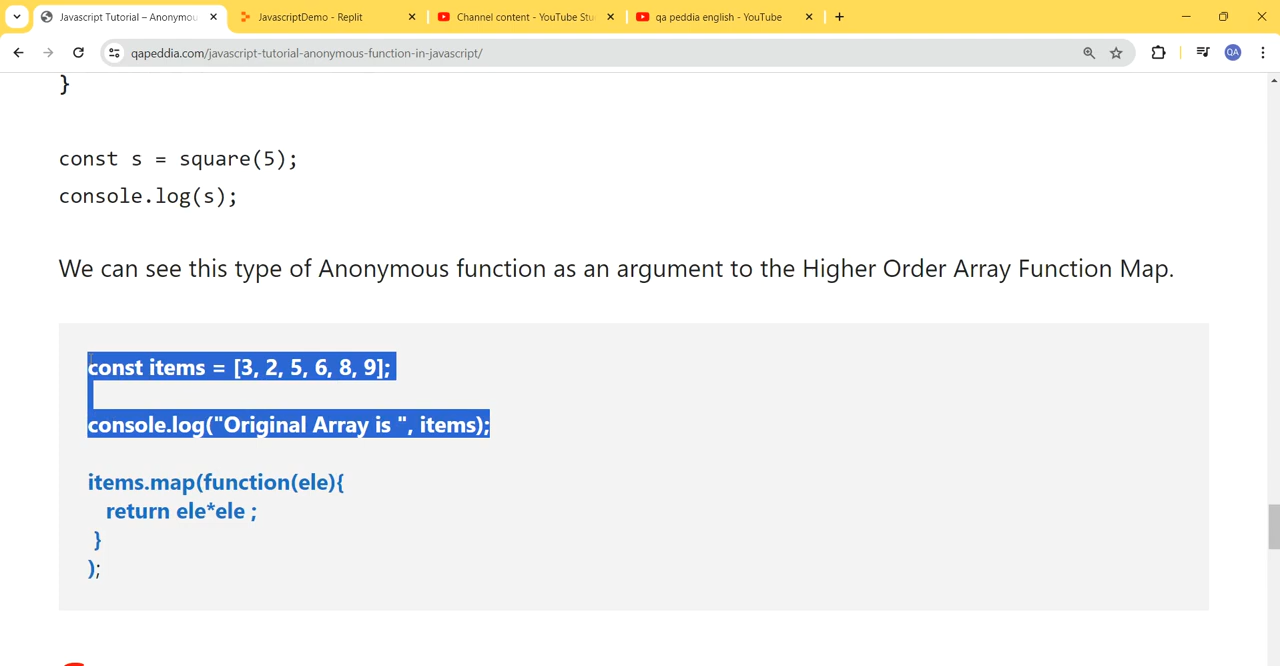 Javascript Tutorial – Anonymou
JavascriptDemo - Replit
Channel content - YouTube Stu
qa peddia english - YouTube
qapeddia.com/javascript-tutorial-anonymous-function-in-javascript/
QA
}
const s = square(5);
console.log(s);
We can see this type of Anonymous function as an argument to the Higher Order Array Function Map.
const items = [3, 2, 5, 6, 8, 9];
console.log("Original Array is ", items);
items.map(function(ele){
return ele*ele ;
}
);